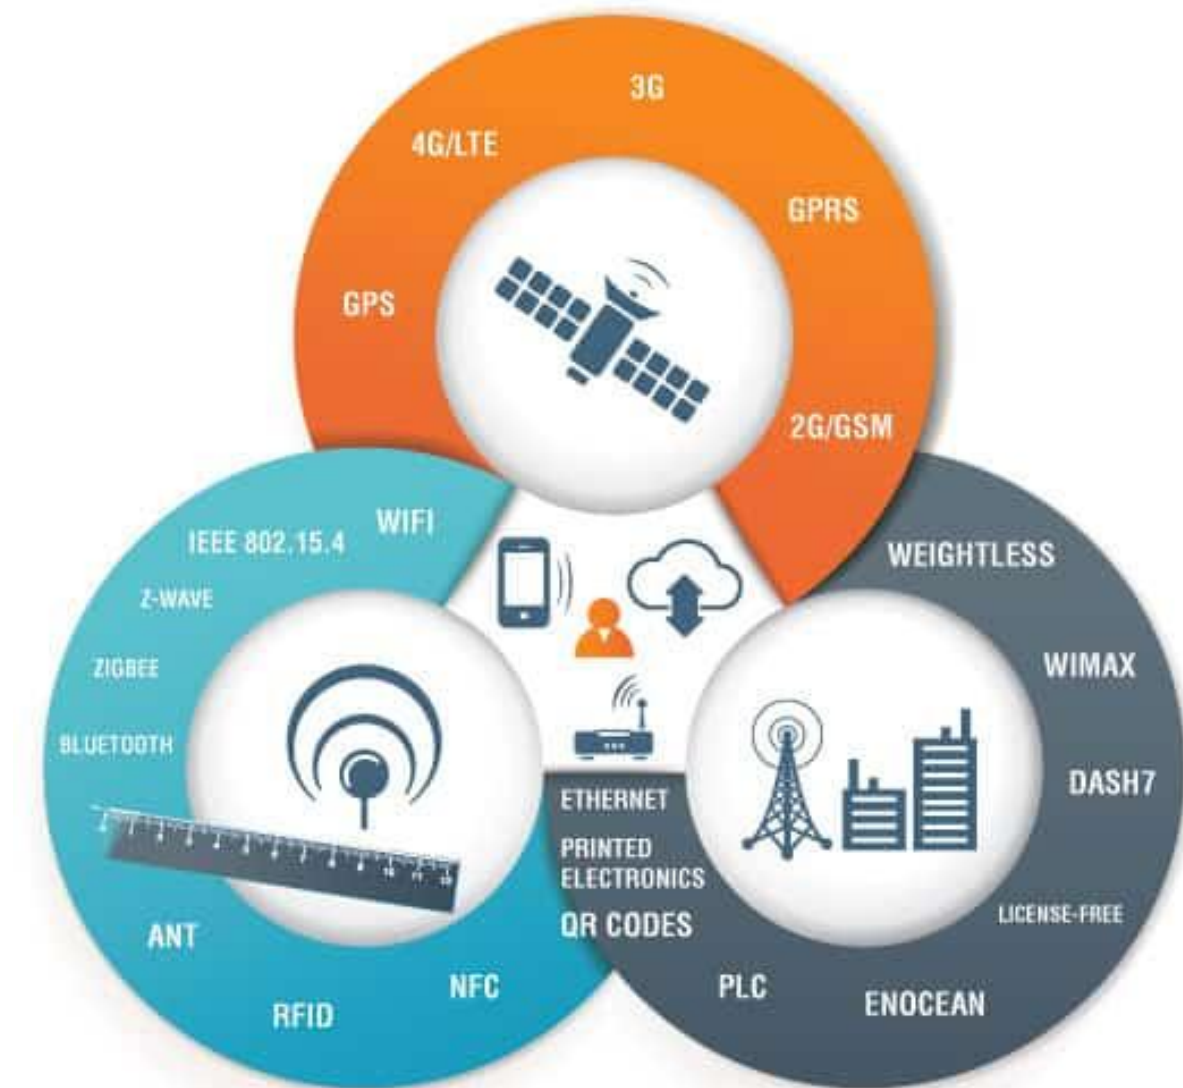 3G
4G/LTE
GPRS
GPS
2G/GSM
WIFI
IEEE 802.15.4
Z-WAVE
ZIGBEE
BLUETOOTH
ANT
RFID
NFC
WEIGHTLESS
WIMAX
DASH7
LICENSE-FREE
ENOCEAN
PLC
ETHERNET
PRINTED
ELECTRONICS
QR CODES